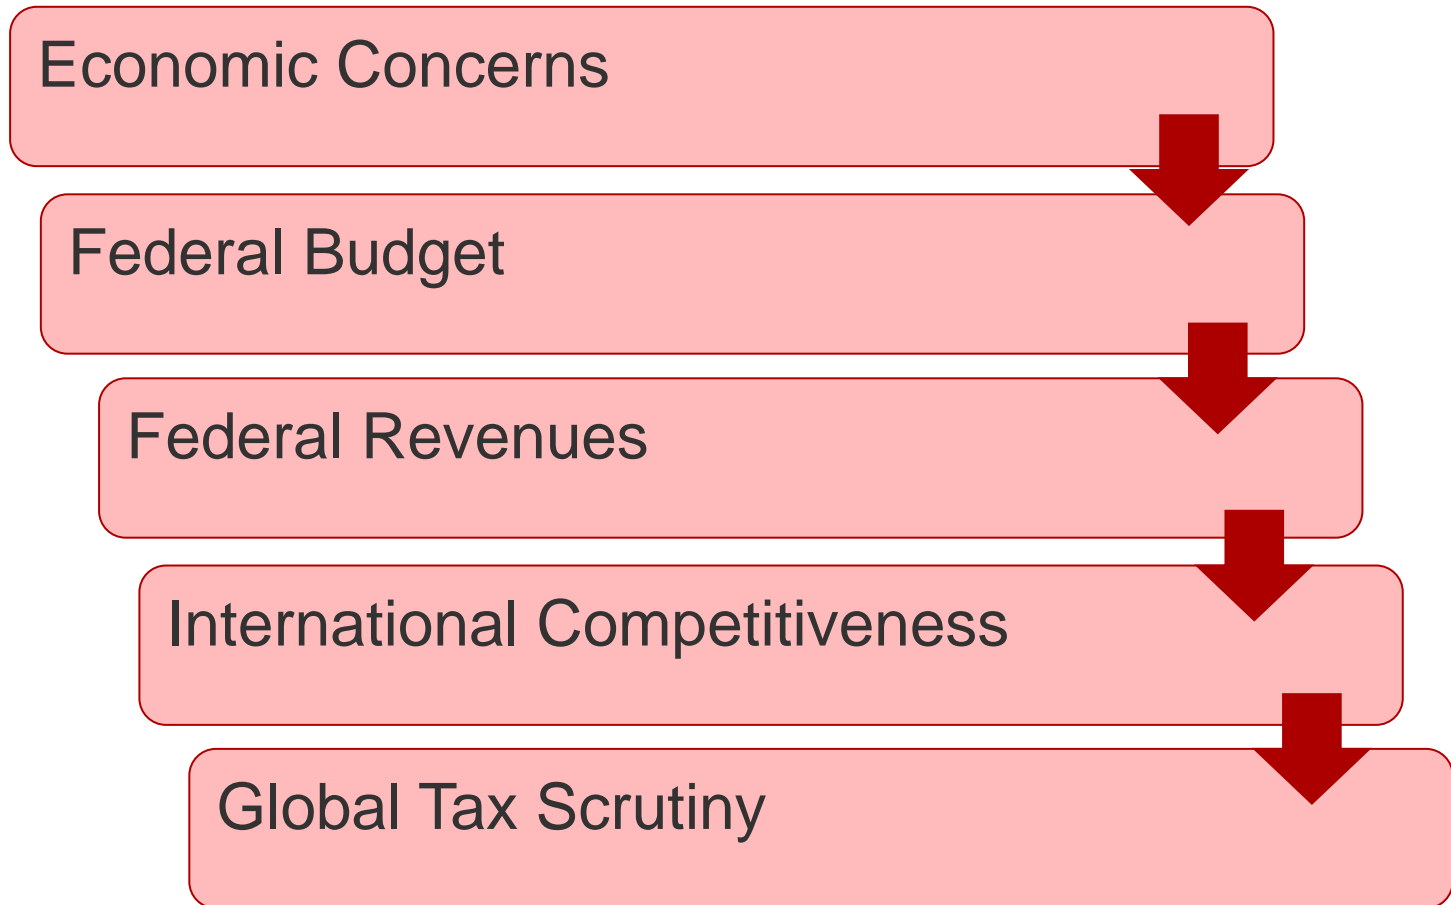 Economic Concerns
Federal Budget
Federal Revenues
International Competitiveness
Global Tax Scrutiny